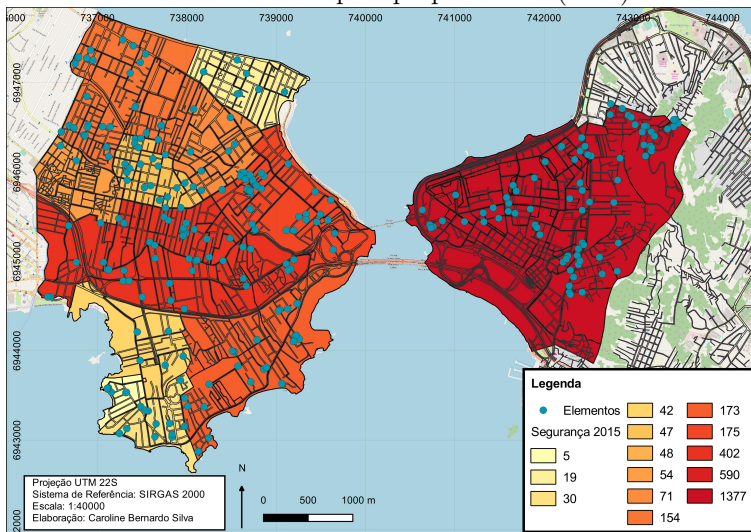 737000 738000 739000 740000 741000 742000 743000 744000
6947000
6946000
6945000
6944000
6943000
Legenda
Elementos
Segurança 2015
5
19
30
42
47
48
54
71
154
173
175
402
590
1377
Projeção UTM 22S
Sistema de Referência: SIRGAS 2000
Escala: 1:40000
Elaboração: Caroline Bernardo Silva
N
0 500 1000 m